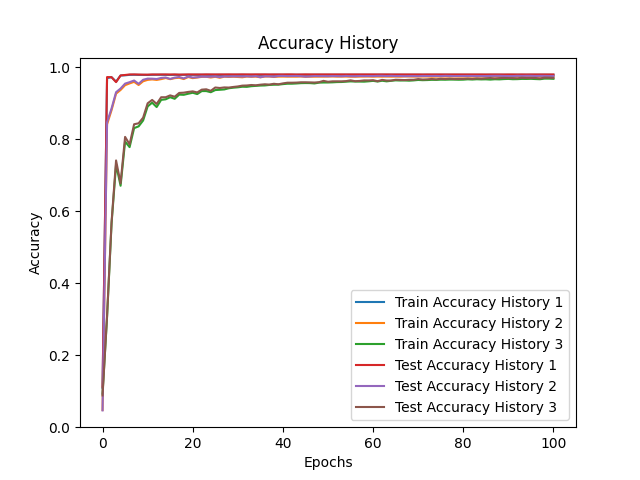 Accuracy History
1.0
0.8
0.6
0.4
0.2
0.0
Accuracy
Train Accuracy History 1
Train Accuracy History 2
Train Accuracy History 3
Test Accuracy History 1
Test Accuracy History 2
Test Accuracy History 3
0 20 40 60 80 100
Epochs